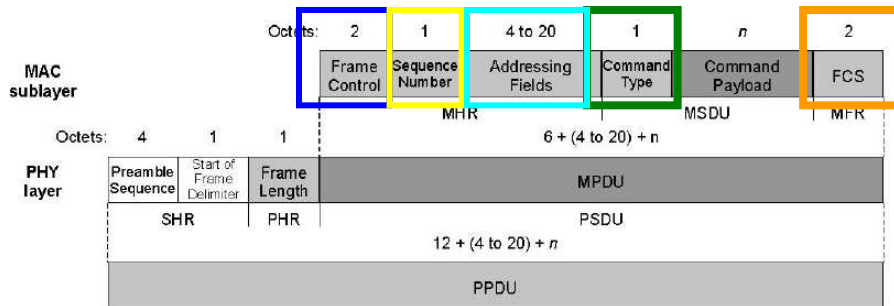 Octets: 2 1 4 to 20 1 n 2
MAC sublayer
Frame Control
Sequence Number
Addressing Fields
Command Type
Command Payload
FCS
MHR MSDU MFR
Octets: 4 1 1 6 + (4 to 20) + n
PHY layer
Preamble Sequence
Start of Frame Delimiter
Frame Length
MPDU
SHR PHR PSDU
12 + (4 to 20) + n
PPDU